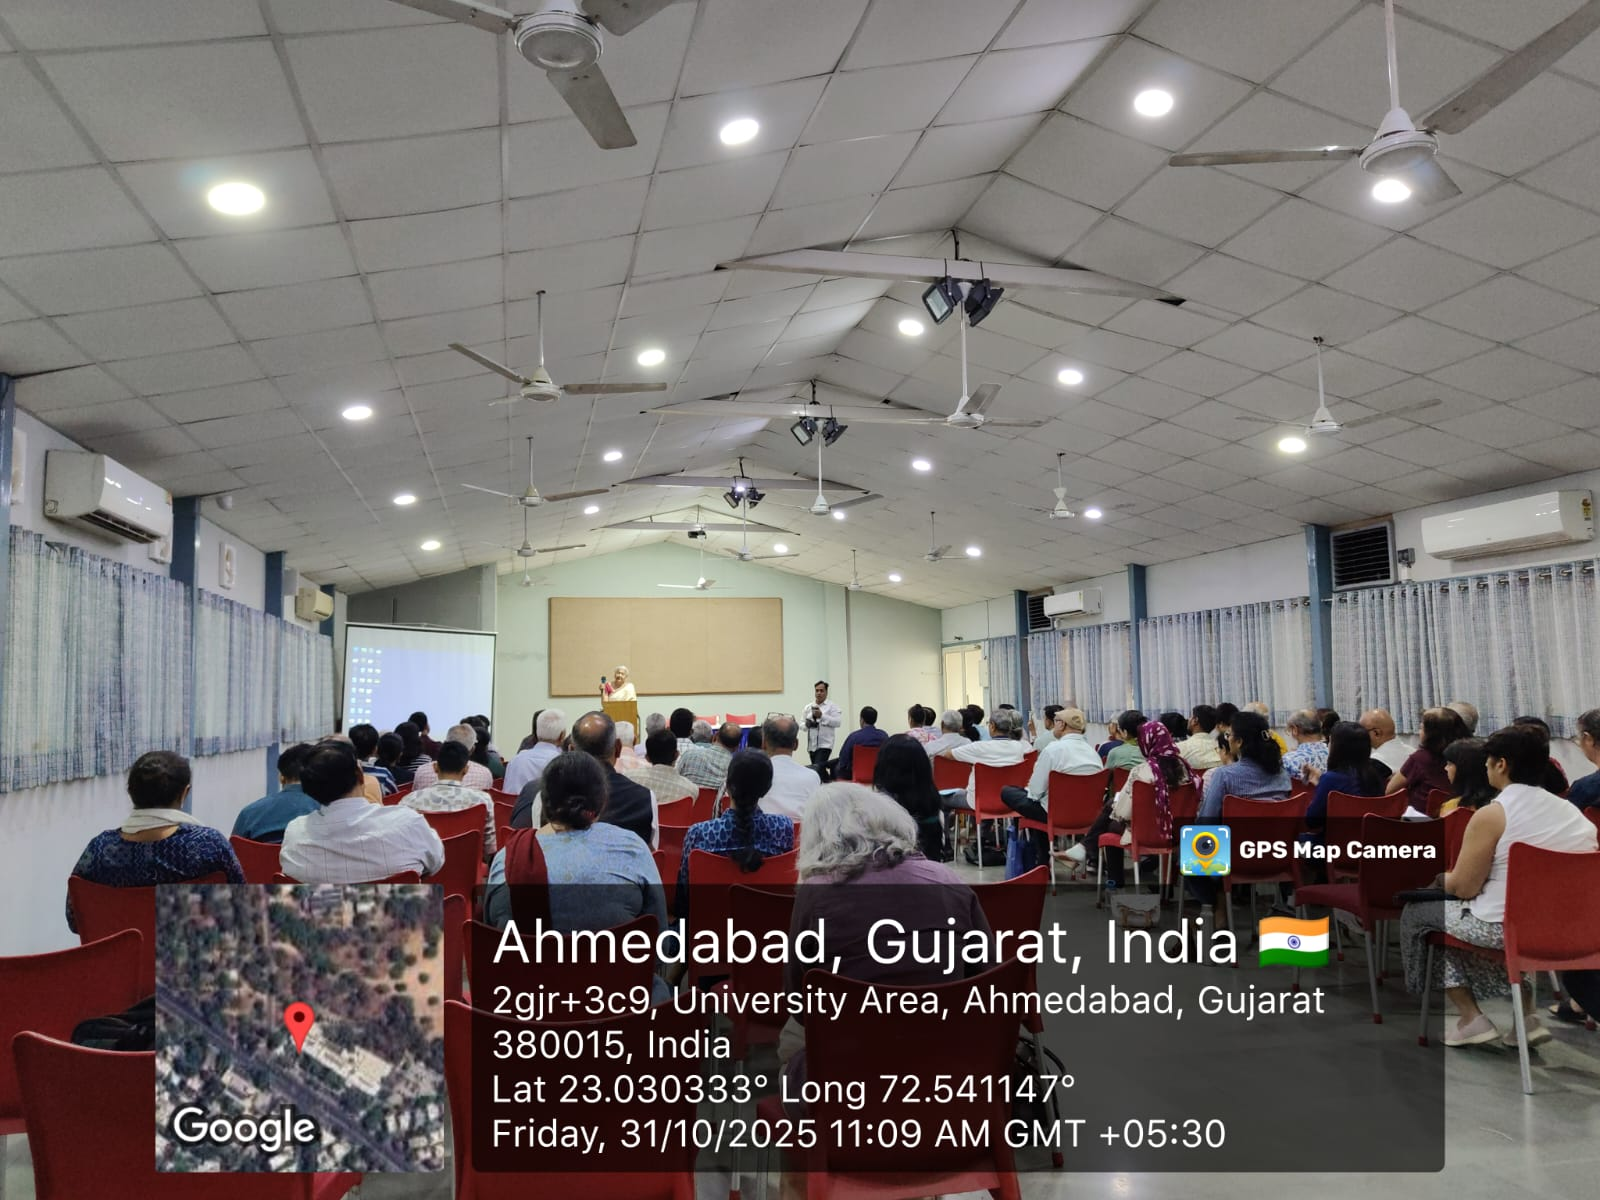 GPS Map Camera
Ahmedabad, Gujarat, India
2gjr+3c9, University Area, Ahmedabad, Gujarat
380015, India
Lat 23.030333° Long 72.541147°
Friday, 31/10/2025 11:09 AM GMT +05:30
Google